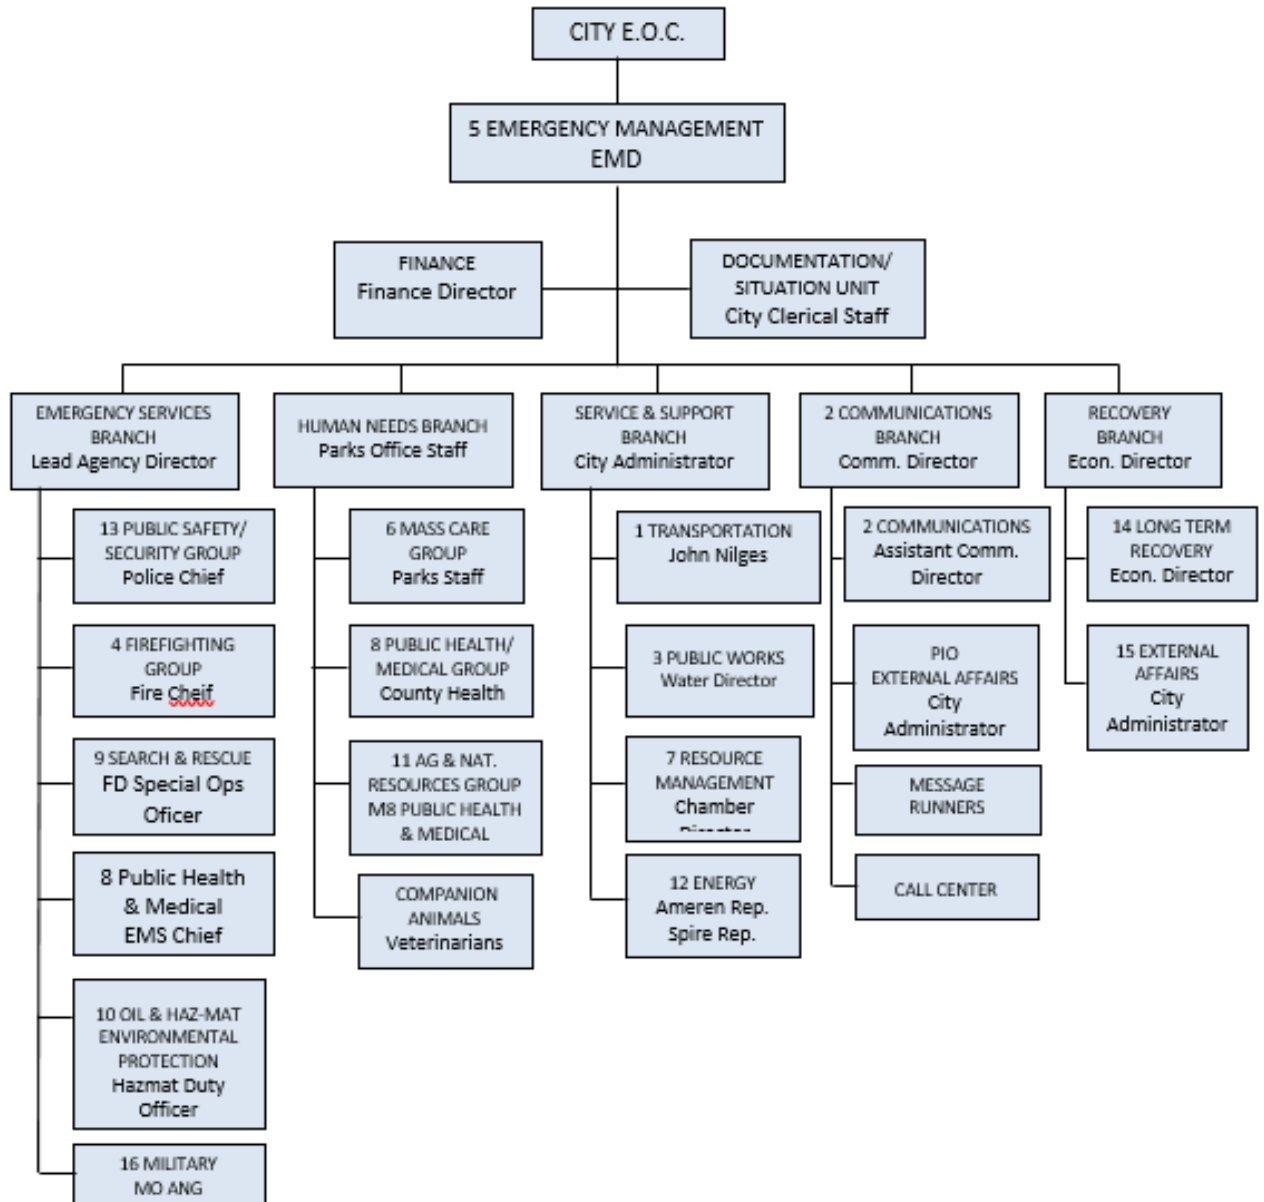 CITY E.O.C.
5 EMERGENCY MANAGEMENT
EMD
FINANCE
Finance Director
DOCUMENTATION/
SITUATION UNIT
City Clerical Staff
EMERGENCY SERVICES
BRANCH
Lead Agency Director
HUMAN NEEDS BRANCH
Parks Office Staff
SERVICE & SUPPORT
BRANCH
City Administrator
2 COMMUNICATIONS
BRANCH
Comm. Director
RECOVERY
BRANCH
Econ. Director
13 PUBLIC SAFETY/
SECURITY GROUP
Police Chief
4 FIREFIGHTING
GROUP
Fire Cheif
9 SEARCH & RESCUE
FD Special Ops
Oficer
8 Public Health
& Medical
EMS Chief
10 OIL & HAZ-MAT
ENVIRONMENTAL
PROTECTION
Hazmat Duty
Officer
16 MILITARY
MO ANG
6 MASS CARE
GROUP
Parks Staff
8 PUBLIC HEALTH/
MEDICAL GROUP
County Health
11 AG & NAT.
RESOURCES GROUP
M8 PUBLIC HEALTH
& MEDICAL
COMPANION
ANIMALS
Veterinarians
1 TRANSPORTATION
John Nilges
3 PUBLIC WORKS
Water Director
7 RESOURCE
MANAGEMENT
Chamber
Director
12 ENERGY
Ameren Rep.
Spire Rep.
2 COMMUNICATIONS
Assistant Comm.
Director
PIO
EXTERNAL AFFAIRS
City
Administrator
MESSAGE
RUNNERS
CALL CENTER
14 LONG TERM
RECOVERY
Econ. Director
15 EXTERNAL
AFFAIRS
City
Administrator